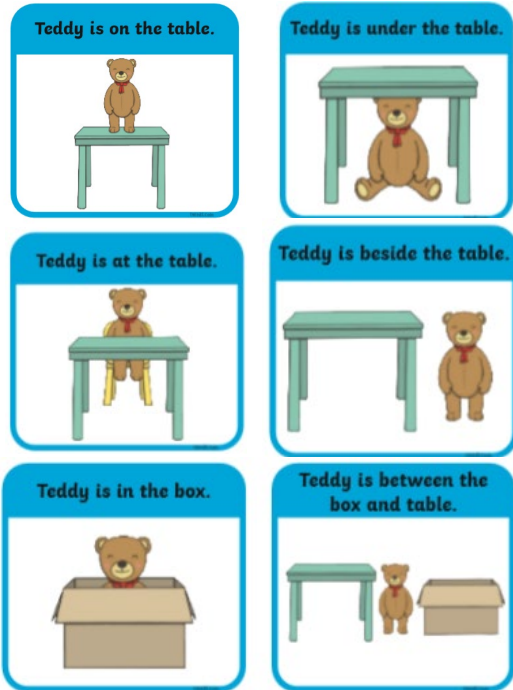 Teddy is on the table.
Teddy is under the table.
Teddy is at the table.
Teddy is beside the table.
Teddy is in the box.
Teddy is between the
box and table.